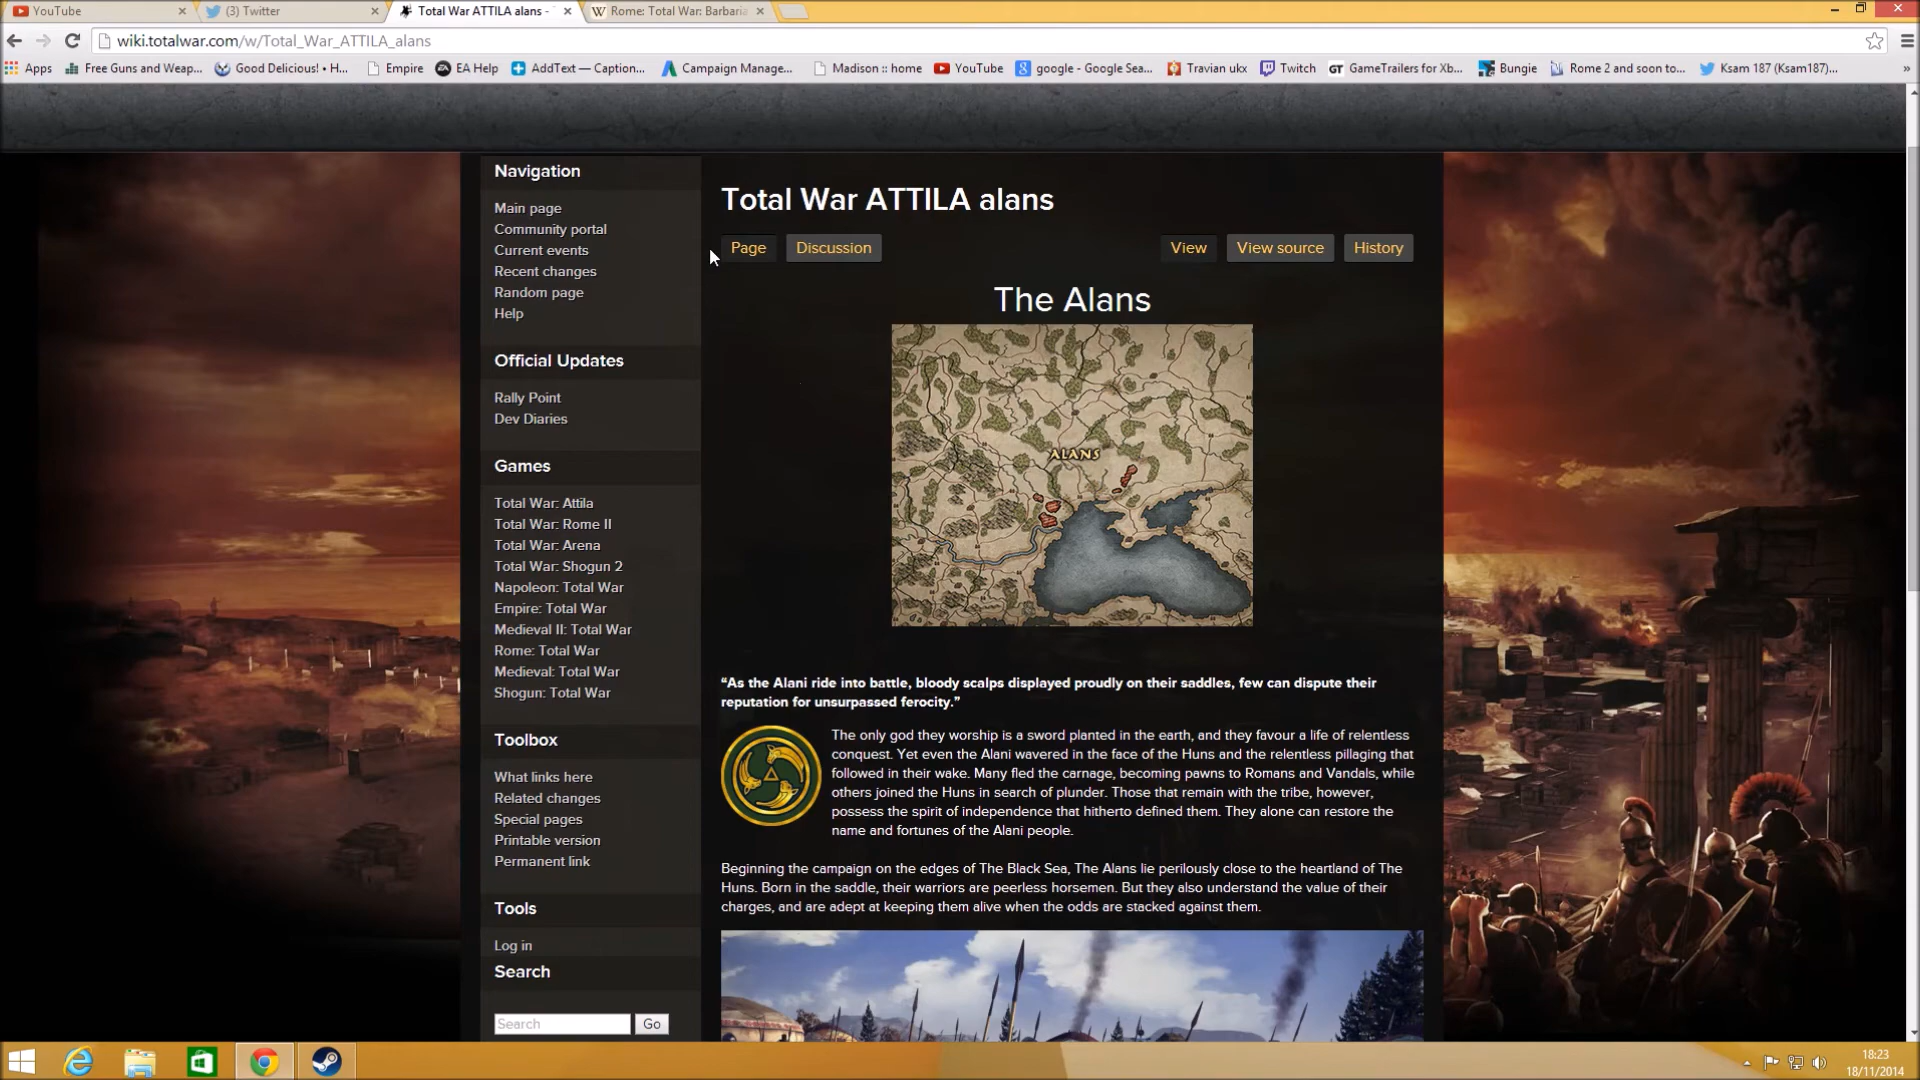 YouTube
(3) Twitter
Total War ATTILA alans -
Rome: Total War: Barbaria
wiki.totalwar.com/w/Total_War_ATTILA_alans
Apps
Free Guns and Weap...
Good Delicious! • H...
Empire
EA Help
AddText — Caption...
Campaign Manage...
Madison :: home
YouTube
google - Google Sea...
Travian ukx
Twitch
GT GameTrailers for Xb...
Bungie
Rome 2 and soon to...
Ksam 187 (Ksam187)...
»
Navigation
Main page
Community portal
Current events
Recent changes
Random page
Help
Official Updates
Rally Point
Dev Diaries
Games
Total War: Attila
Total War: Rome II
Total War: Arena
Total War: Shogun 2
Napoleon: Total War
Empire: Total War
Medieval II: Total War
Rome: Total War
Medieval: Total War
Shogun: Total War
Toolbox
What links here
Related changes
Special pages
Printable version
Permanent link
Tools
Log in
Search
Search
Go
Total War ATTILA alans
Page
Discussion
View
View source
History
The Alans
ALANS
“As the Alani ride into battle, bloody scalps displayed proudly on their saddles, few can dispute their
reputation for unsurpassed ferocity.”
The only god they worship is a sword planted in the earth, and they favour a life of relentless
conquest. Yet even the Alani wavered in the face of the Huns and the relentless pillaging that
followed in their wake. Many fled the carnage, becoming pawns to Romans and Vandals, while
others joined the Huns in search of plunder. Those that remain with the tribe, however,
possess the spirit of independence that hitherto defined them. They alone can restore the
name and fortunes of the Alani people.
Beginning the campaign on the edges of The Black Sea, The Alans lie perilously close to the heartland of The
Huns. Born in the saddle, their warriors are peerless horsemen. But they also understand the value of their
charges, and are adept at keeping them alive when the odds are stacked against them.
18:23
18/11/2014